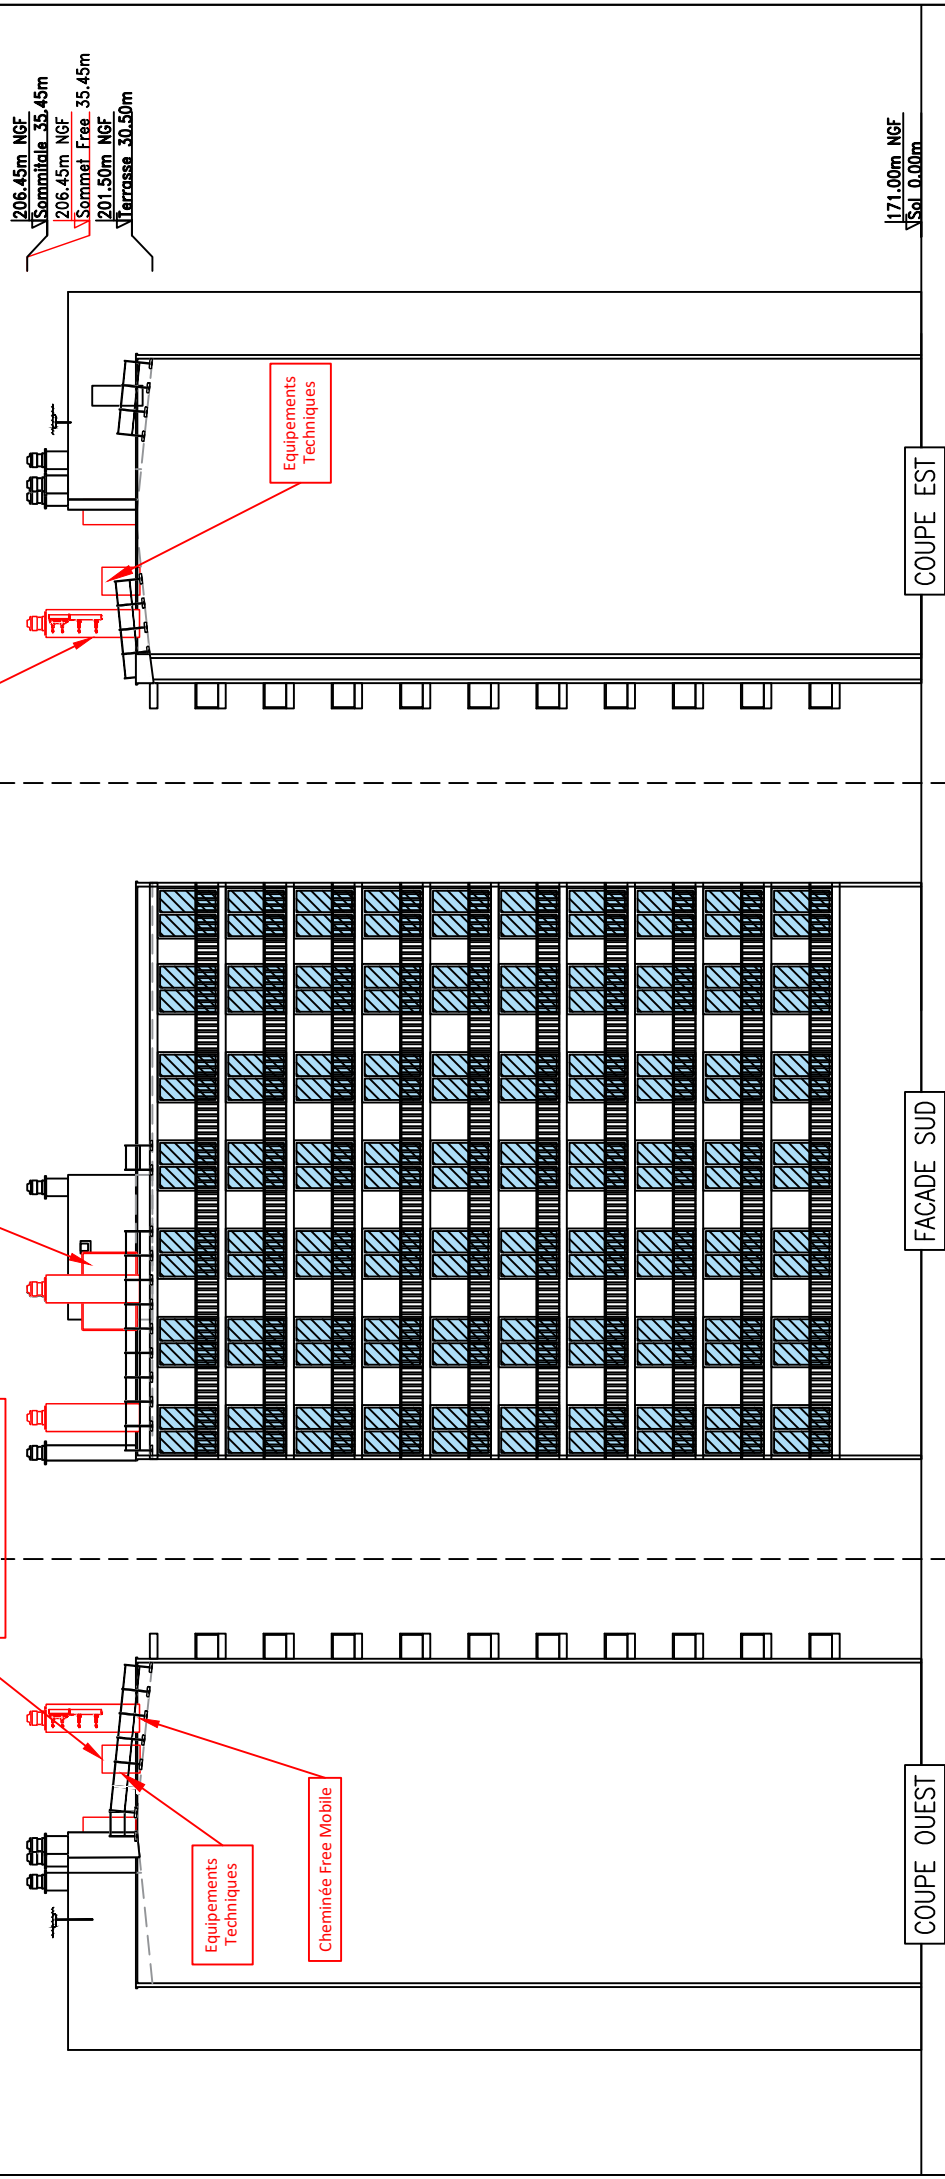 206.45m NGF
Sommitale 35.45m
206.45m NGF
Sommet Free 35.45m
201.50m NGF
Terrasse 30.50m
171.00m NGF
Sol 0.00m
Equipements
Techniques
COUPE EST
FACADE SUD
Equipements
Techniques
Cheminée Free Mobile
COUPE OUEST